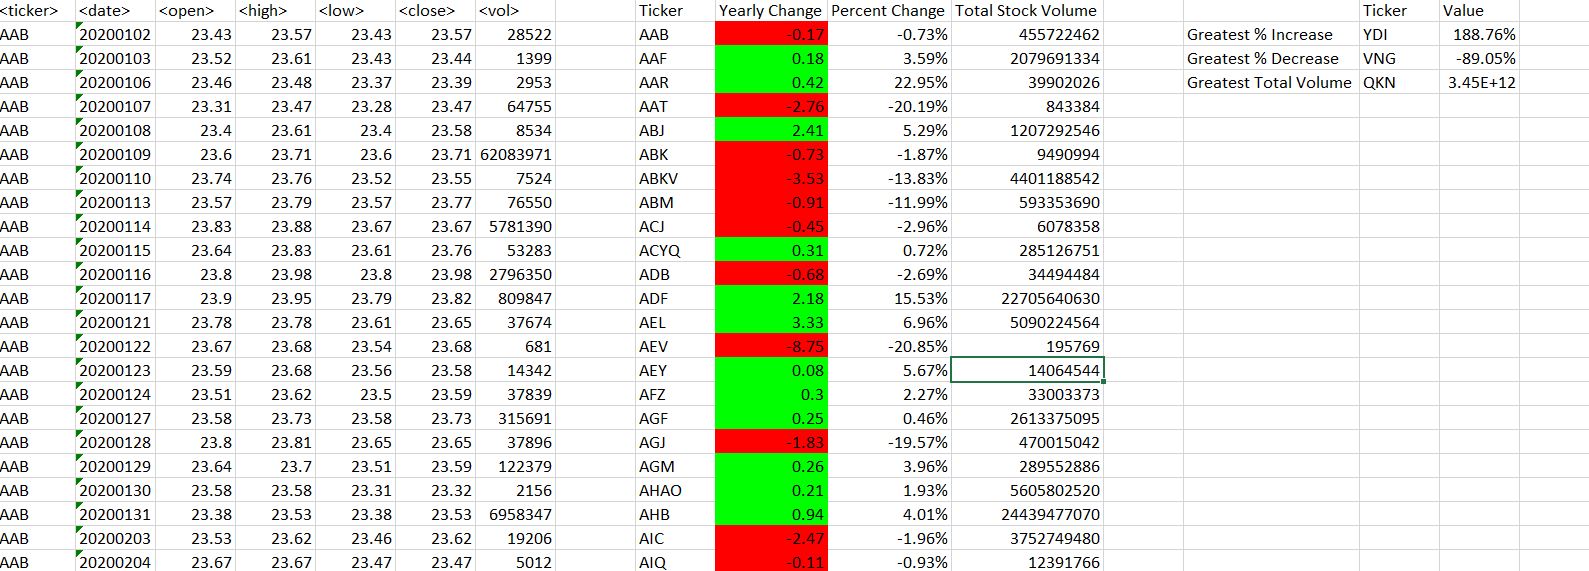 <ticker> <date> <open> <high> <low> <close> <vol> Ticker Yearly Change Percent Change Total Stock Volume Ticker Value
AAB 20200102 23.43 23.57 23.43 23.57 28522 AAB -0.17 -0.73% 455722462 Greatest % Increase YDI 188.76%
AAB 20200103 23.52 23.61 23.43 23.44 1399 AAF 0.18 3.59% 2079691334 Greatest % Decrease VNG -89.05%
AAB 20200106 23.46 23.48 23.37 23.39 2953 AAR 0.42 22.95% 39902026 Greatest Total Volume QKN 3.45E+12
AAB 20200107 23.31 23.47 23.28 23.47 64755 AAT -2.76 -20.19% 843384
AAB 20200108 23.4 23.61 23.4 23.58 8534 ABJ 2.41 5.29% 1207292546
AAB 20200109 23.6 23.71 23.6 23.71 62083971 ABK -0.73 -1.87% 9490994
AAB 20200110 23.74 23.76 23.52 23.55 7524 ABKV -3.53 -13.83% 4401188542
AAB 20200113 23.57 23.79 23.57 23.77 76550 ABM -0.91 -11.99% 593353690
AAB 20200114 23.83 23.88 23.67 23.67 5781390 ACJ -0.45 -2.96% 6078358
AAB 20200115 23.64 23.83 23.61 23.76 53283 ACYQ 0.31 0.72% 285126751
AAB 20200116 23.8 23.98 23.8 23.98 2796350 ADB -0.68 -2.69% 34494484
AAB 20200117 23.9 23.95 23.79 23.82 809847 ADF 2.18 15.53% 22705640630
AAB 20200121 23.78 23.78 23.61 23.65 37674 AEL 3.33 6.96% 5090224564
AAB 20200122 23.67 23.68 23.54 23.68 681 AEV -8.75 -20.85% 195769
AAB 20200123 23.59 23.68 23.56 23.58 14342 AEY 0.08 5.67% 14064544
AAB 20200124 23.51 23.62 23.5 23.59 37839 AFZ 0.3 2.27% 33003373
AAB 20200127 23.58 23.73 23.58 23.73 315691 AGF 0.25 0.46% 2613375095
AAB 20200128 23.8 23.81 23.65 23.65 37896 AGJ -1.83 -19.57% 470015042
AAB 20200129 23.64 23.7 23.51 23.59 122379 AGM 0.26 3.96% 289552886
AAB 20200130 23.58 23.58 23.31 23.32 2156 AHAO 0.21 1.93% 5605802520
AAB 20200131 23.38 23.53 23.38 23.53 6958347 AHB 0.94 4.01% 24439477070
AAB 20200203 23.53 23.62 23.46 23.62 19206 AIC -2.47 -1.96% 3752749480
AAB 20200204 23.67 23.67 23.47 23.47 5012 AIQ -0.11 -0.93% 12391766